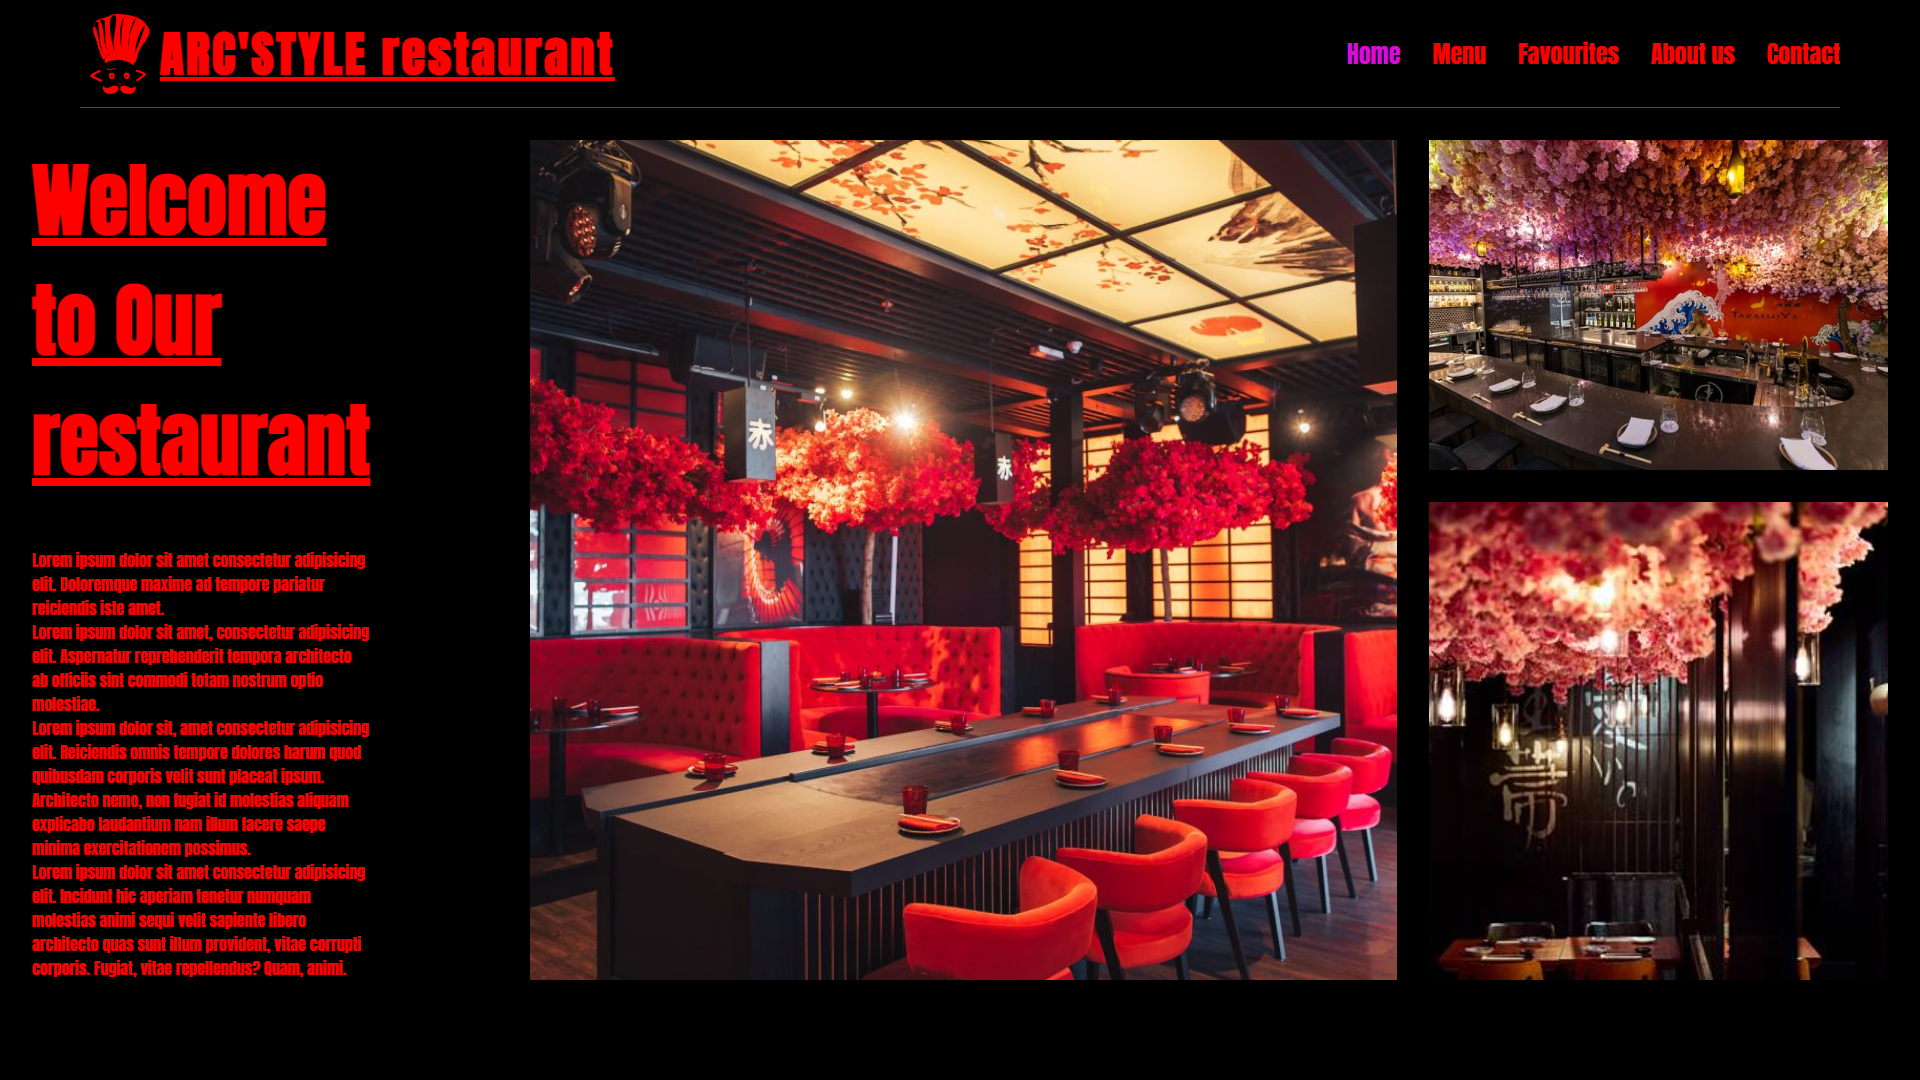 ARC'STYLE restaurant
Home Menu Favourites About us Contact
Welcome
to Our
restaurant
Lorem ipsum dolor sit amet consectetur adipisicing
elit. Doloremque maxime ad tempore pariatur
reiciendis iste amet.
Lorem ipsum dolor sit amet, consectetur adipisicing
elit. Aspernatur reprehenderit tempora architecto
ab officiis sint commodi totam nostrum optio
molestiae.
Lorem ipsum dolor sit, amet consectetur adipisicing
elit. Reiciendis omnis tempore dolores harum quod
quibusdam corporis velit sunt placeat ipsum.
Architecto nemo, non fugiat id molestias aliquam
explicabo laudantium nam illum facere saepe
minima exercitationem possimus.
Lorem ipsum dolor sit amet consectetur adipisicing
elit. Incidunt hic aperiam tenetur numquam
molestias animi sequi velit sapiente libero
architecto quas sunt illum provident, vitae corrupti
corporis. Fugiat, vitae repellendus? Quam, animi.
赤
赤
TAKASHIYA
帯